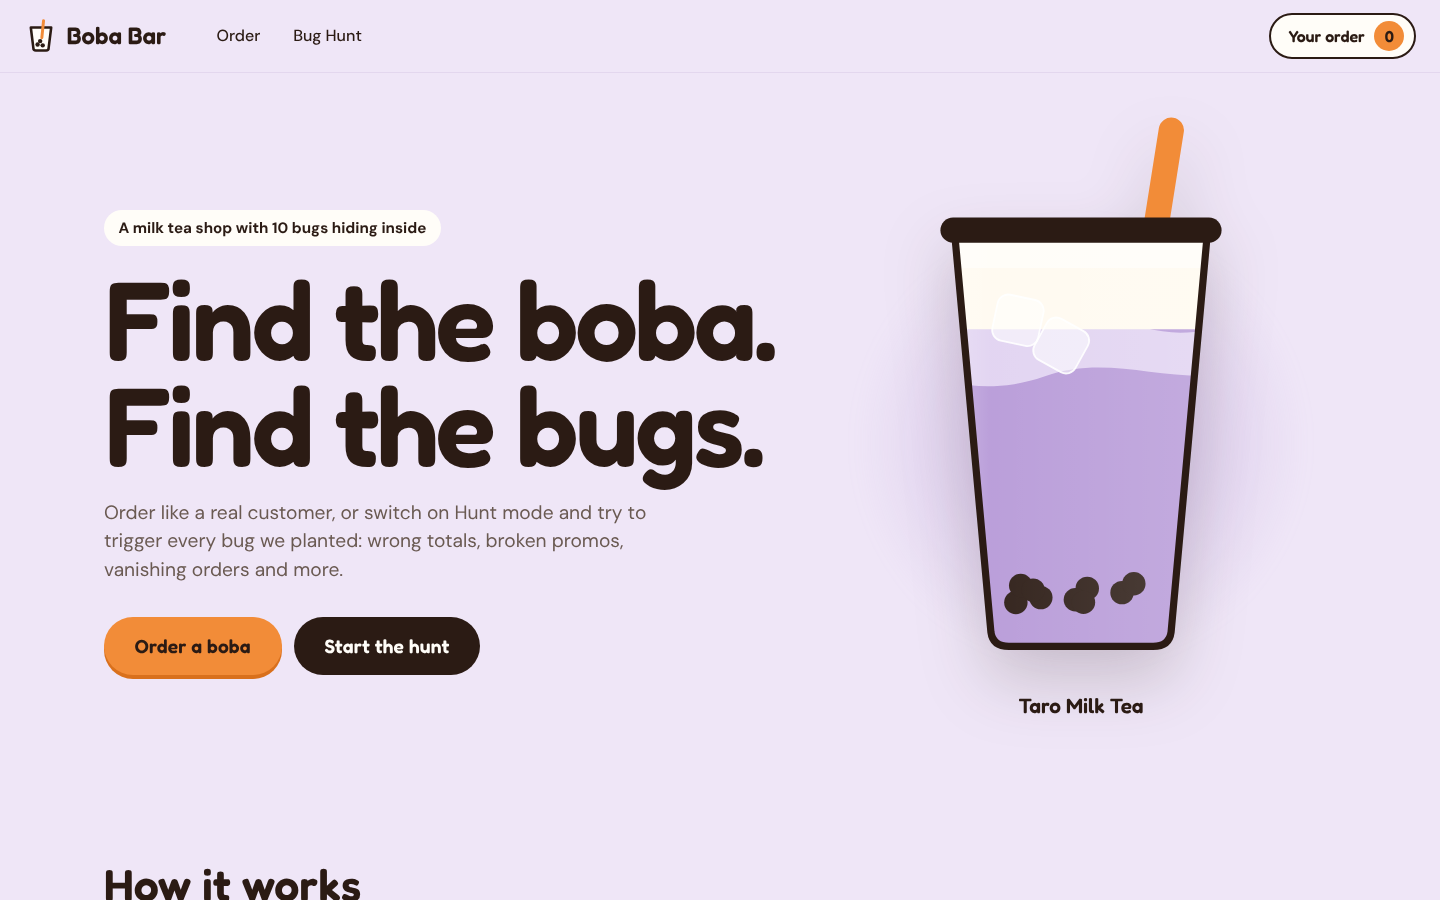 Boba Bar
Order
Bug Hunt
Your order 0
A milk tea shop with 10 bugs hiding inside
Find the boba.
Find the bugs.
Order like a real customer, or switch on Hunt mode and try to
trigger every bug we planted: wrong totals, broken promos,
vanishing orders and more.
Order a boba
Start the hunt
Taro Milk Tea
How it works